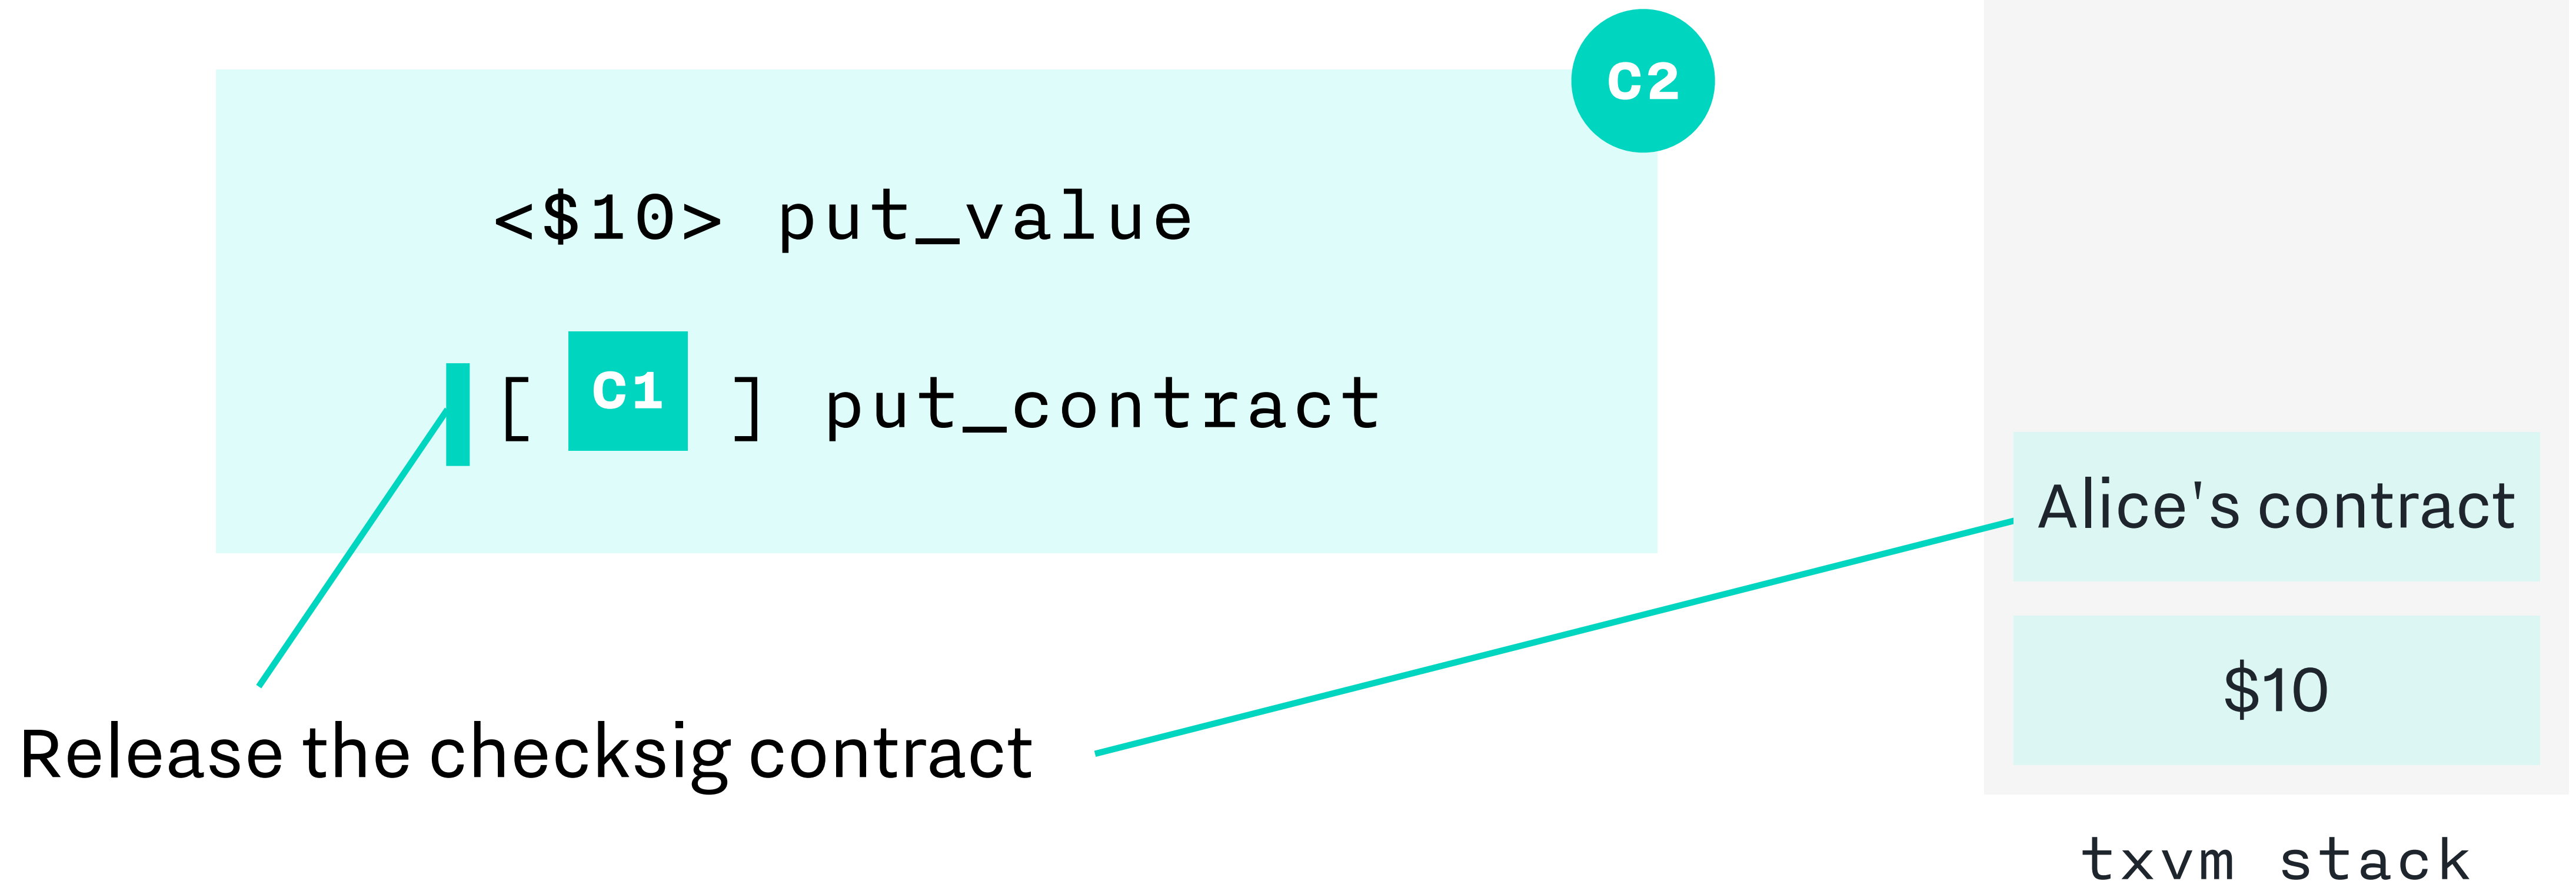 C2
<$10> put_value
[ C1 ] put_contract
Release the checksig contract
Alice's contract
$10
txvm stack